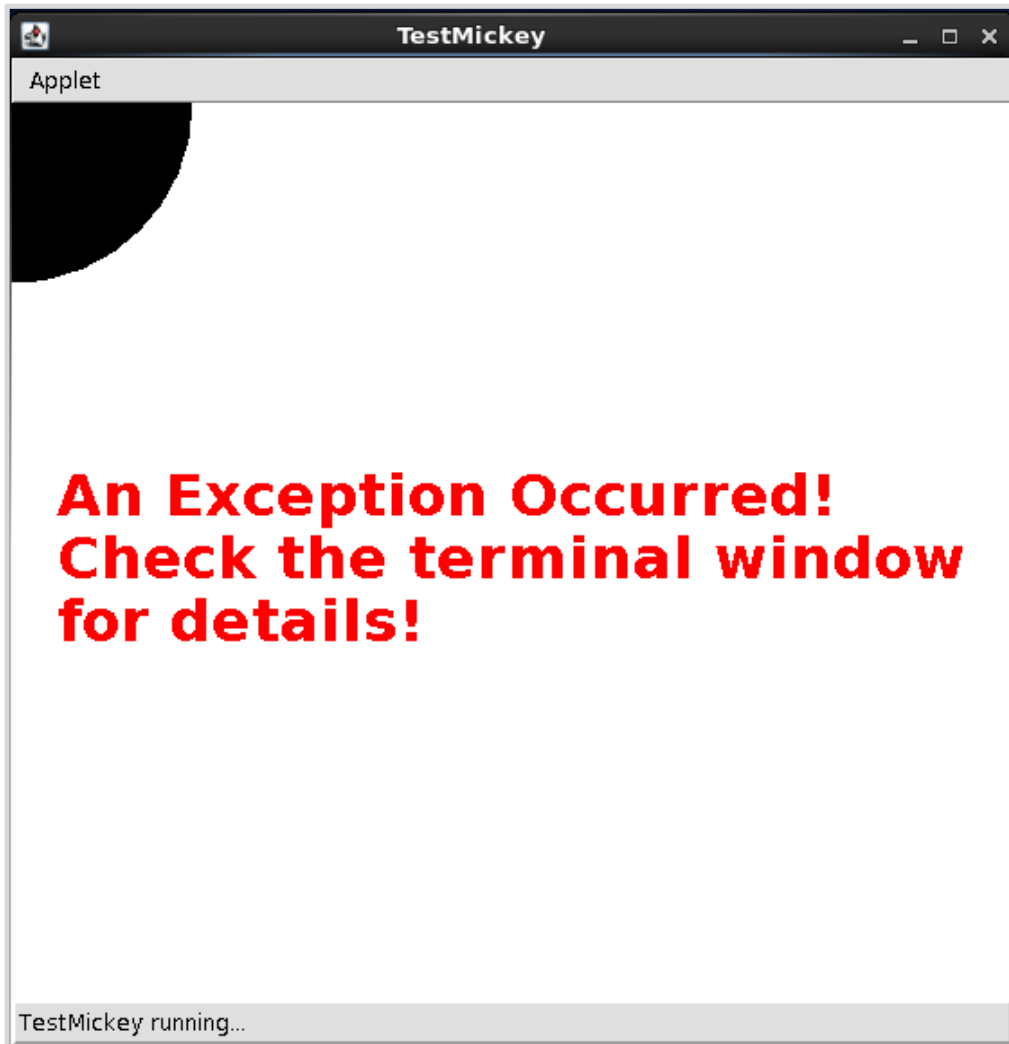 TestMickey
Applet
An Exception Occurred!
Check the terminal window
for details!
TestMickey running...